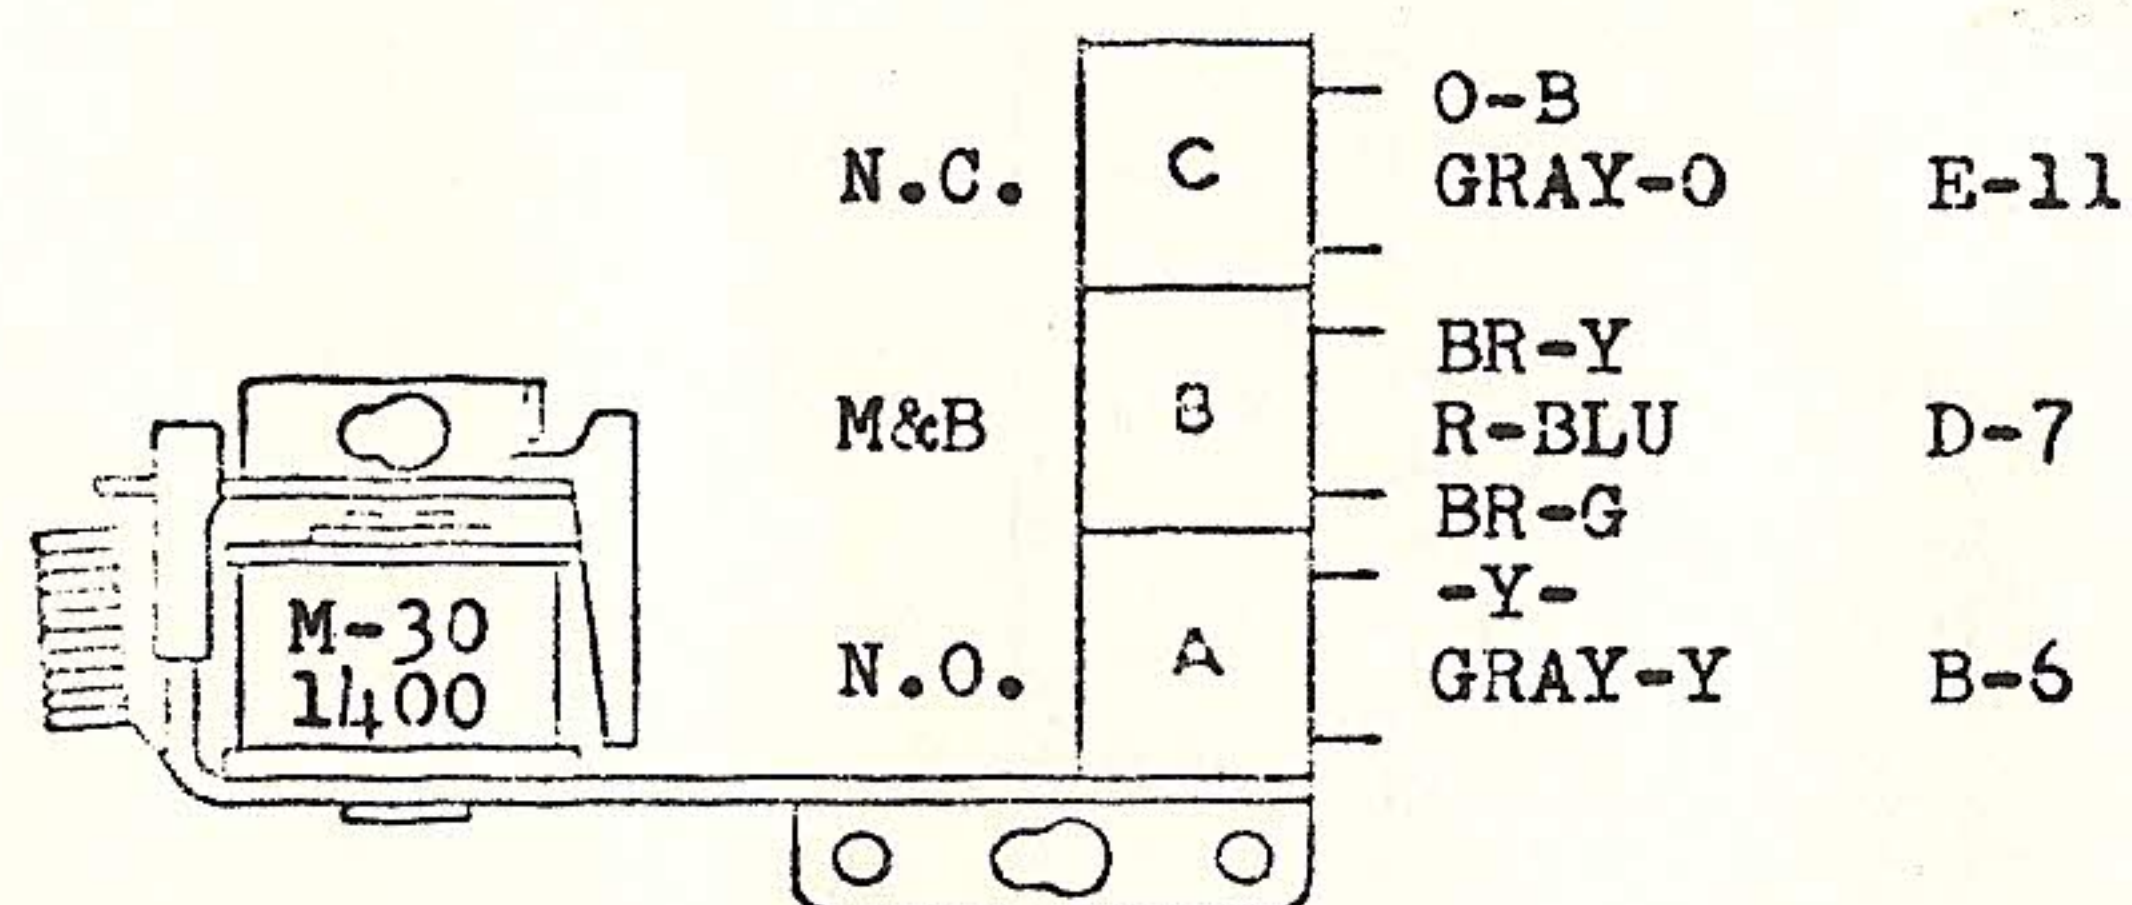 O-B
N.C. C GRAY-O E-11
BR-Y
M&B B R-BLU D-7
BR-G
-Y-
N.O. A GRAY-Y B-6
M-30
1400